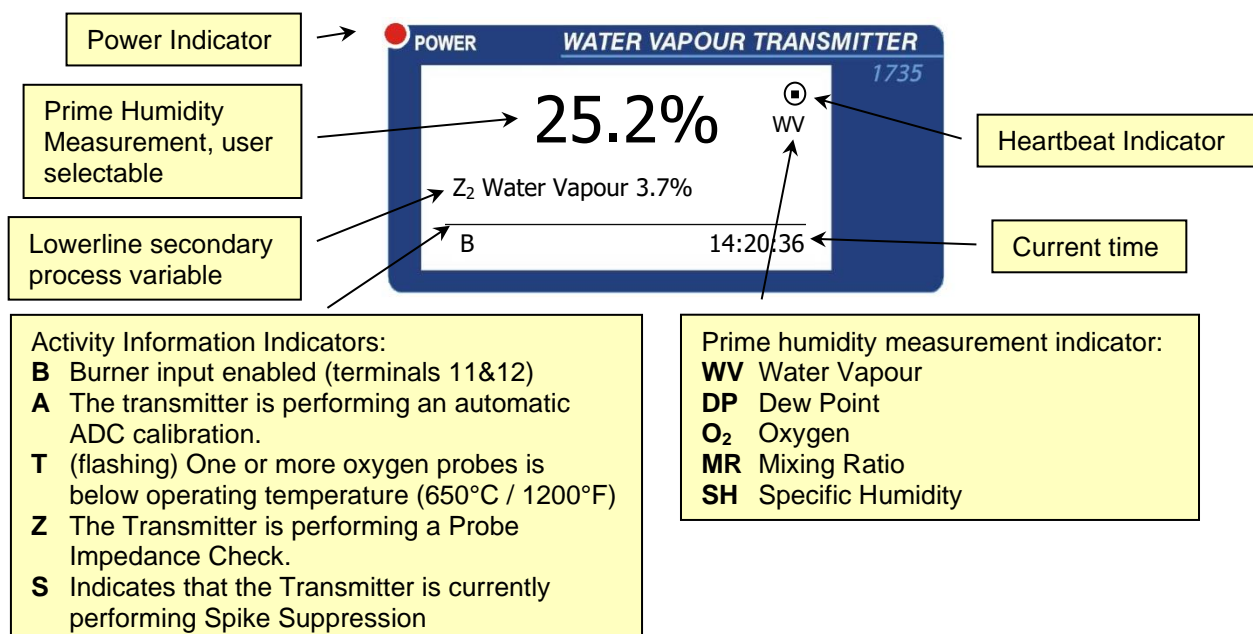 Power Indicator
POWER
WATER VAPOUR TRANSMITTER
1735
Prime Humidity
Measurement, user
selectable
25.2%
WV
Heartbeat Indicator
Z₂ Water Vapour 3.7%
Lowerline secondary
process variable
B
14:20:36
Current time
Activity Information Indicators:
B Burner input enabled (terminals 11&12)
A The transmitter is performing an automatic
ADC calibration.
T (flashing) One or more oxygen probes is
below operating temperature (650°C / 1200°F)
Z The Transmitter is performing a Probe
Impedance Check.
S Indicates that the Transmitter is currently
performing Spike Suppression
Prime humidity measurement indicator:
WV Water Vapour
DP Dew Point
O₂ Oxygen
MR Mixing Ratio
SH Specific Humidity